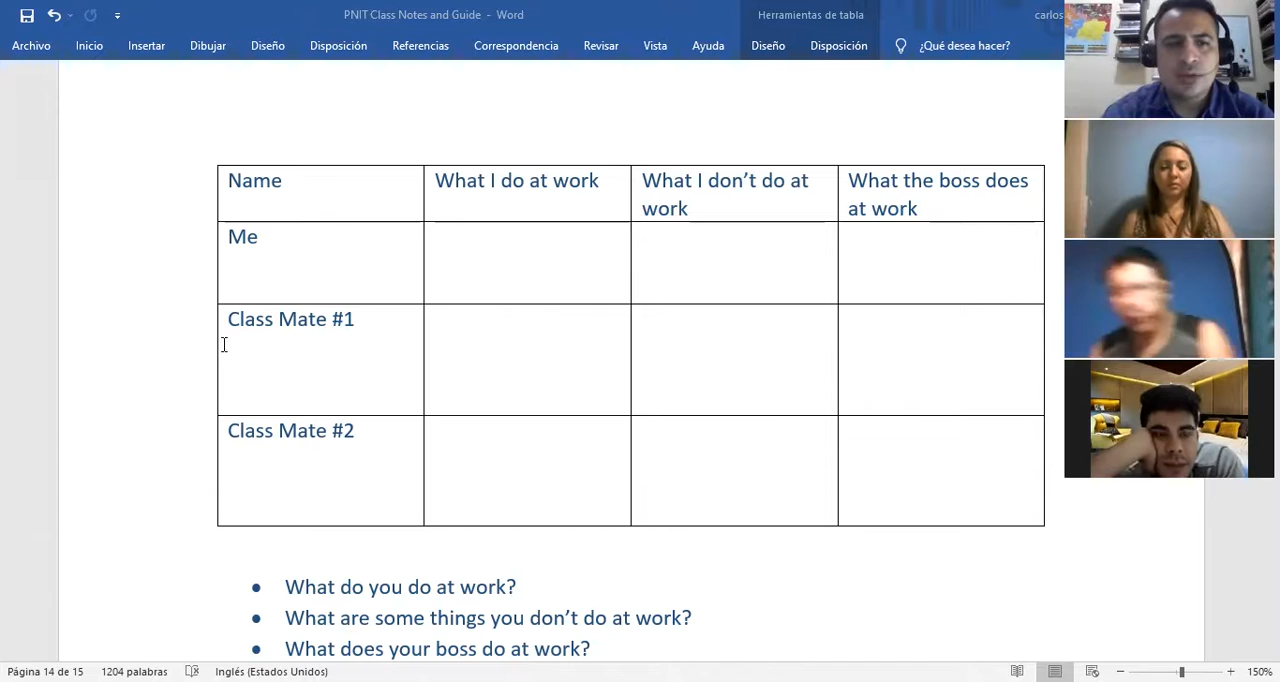 PNIT Class Notes and Guide - Word
Herramientas de tabla
carlos
Archivo Inicio Insertar Dibujar Diseño Disposición Referencias Correspondencia Revisar Vista Ayuda Diseño Disposición ¿Qué desea hacer?
Name What I do at work What I don't do at work What the boss does at work
Me
Class Mate #1
Class Mate #2
• What do you do at work?
• What are some things you don't do at work?
• What does your boss do at work?
Página 14 de 15 1204 palabras Inglés (Estados Unidos) 150%